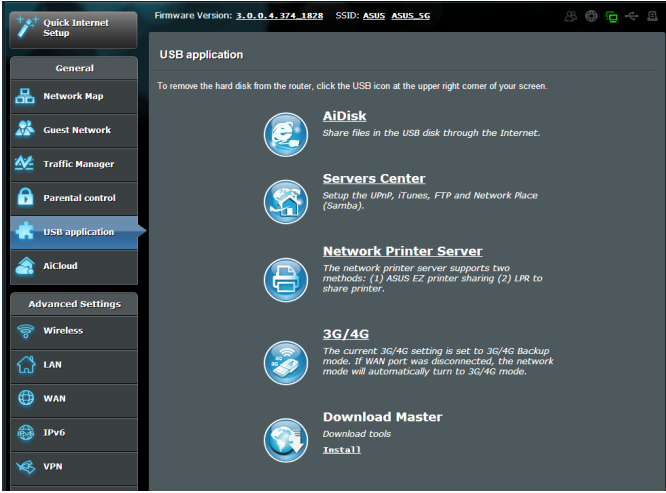 Quick Internet
Setup
Firmware Version: 3.0.0.4.374_1828 SSID: ASUS ASUS_5G
General
Network Map
Guest Network
Traffic Manager
Parental control
USB application
AiCloud
Advanced Settings
Wireless
LAN
WAN
IPv6
VPN
USB application
To remove the hard disk from the router, click the USB icon at the upper right corner of your screen.
AiDisk
Share files in the USB disk through the Internet.
Servers Center
Setup the UPnP, iTunes, FTP and Network Place
(Samba).
Network Printer Server
The network printer server supports two
methods: (1) ASUS EZ printer sharing (2) LPR to
share printer.
3G/4G
The current 3G/4G setting is set to 3G/4G Backup
mode. If WAN port was disconnected, the network
mode will automatically turn to 3G/4G mode.
Download Master
Download tools
Install